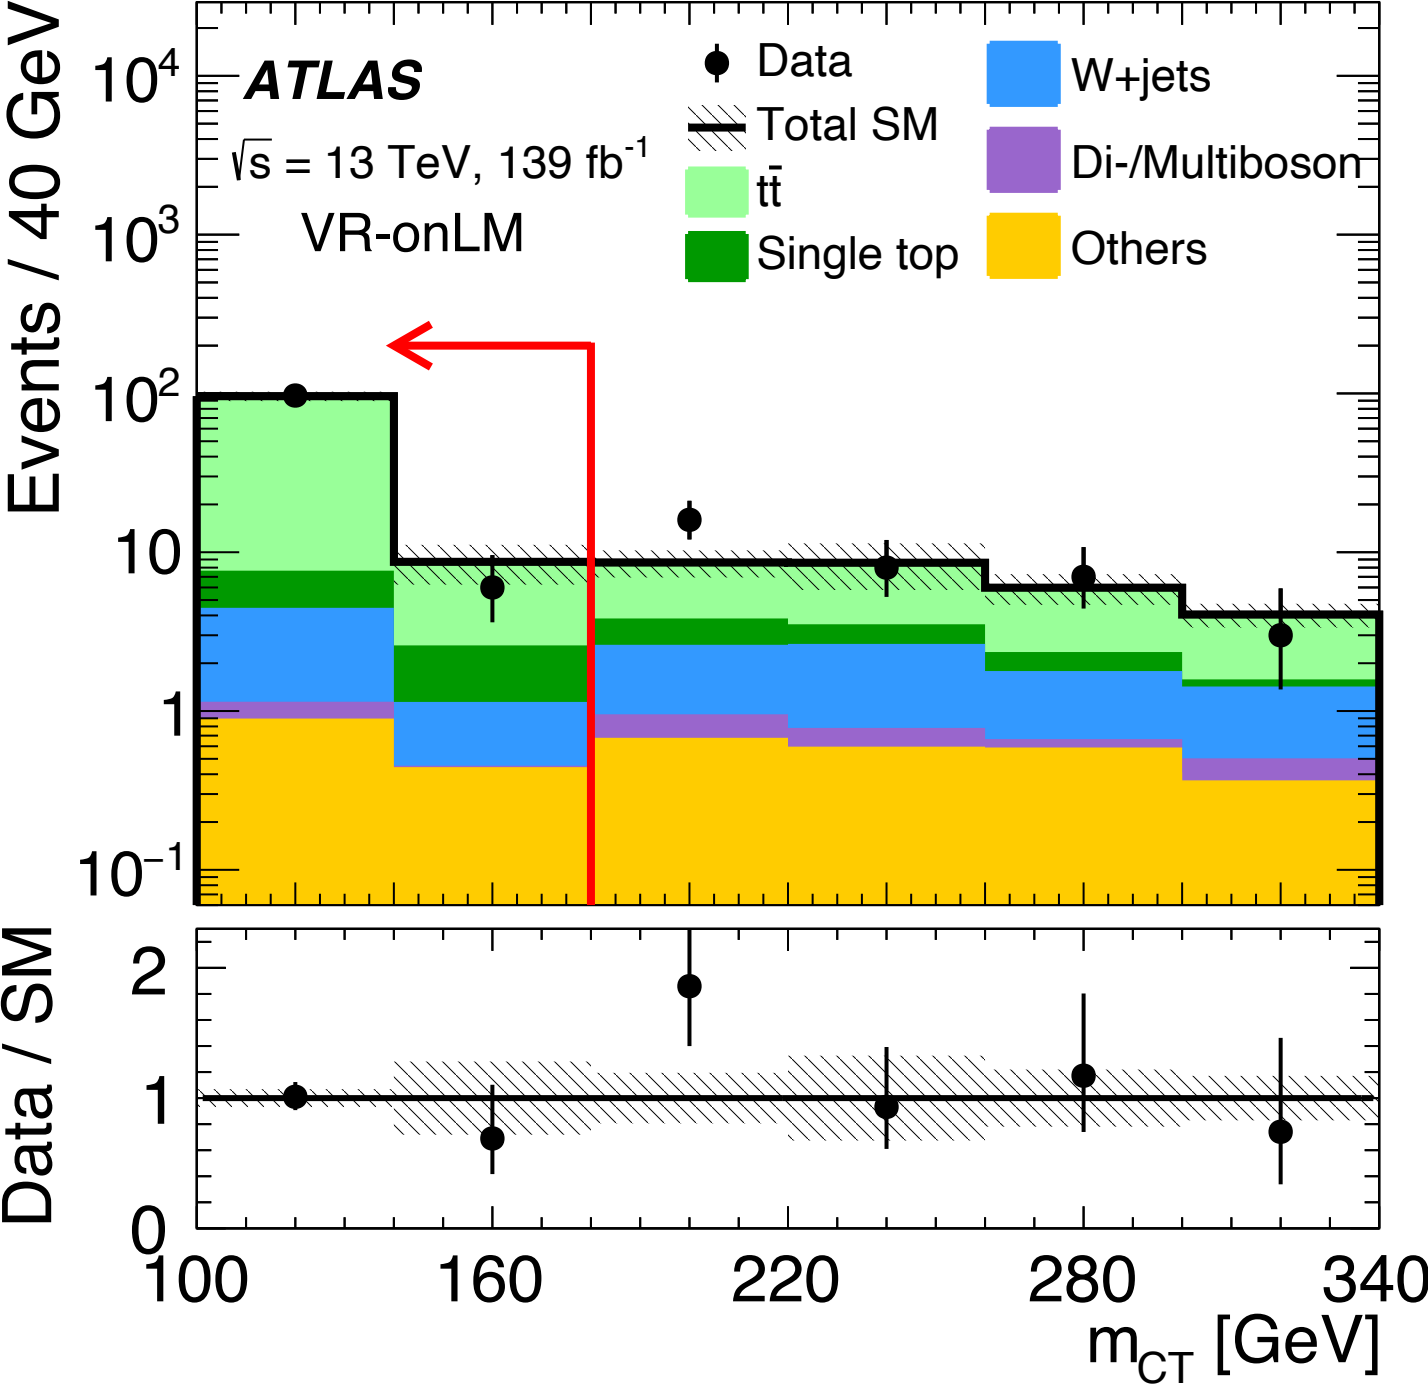 Events / 40 GeV
10⁴
10³
10²
10
1
10⁻¹
ATLAS
√s = 13 TeV, 139 fb⁻¹
VR-onLM
Data
Total SM
tt̄
Single top
W+jets
Di-/Multiboson
Others
Data / SM
2
1
0
100 160 220 280 340
m_CT [GeV]